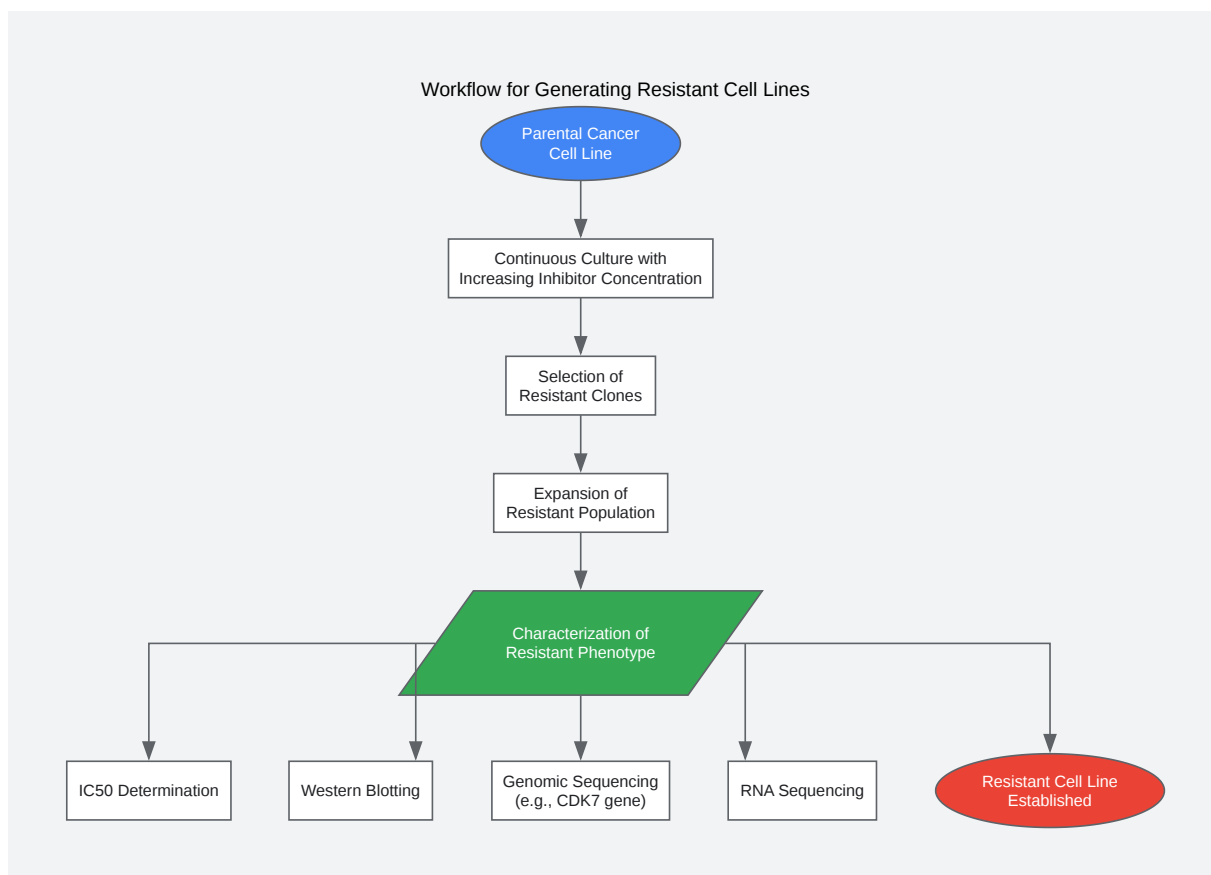 Workflow for Generating Resistant Cell Lines
Parental Cancer
Cell Line
Continuous Culture with
Increasing Inhibitor Concentration
Selection of
Resistant Clones
Expansion of
Resistant Population
Characterization of
Resistant Phenotype
IC50 Determination
Western Blotting
Genomic Sequencing
(e.g., CDK7 gene)
RNA Sequencing
Resistant Cell Line
Established